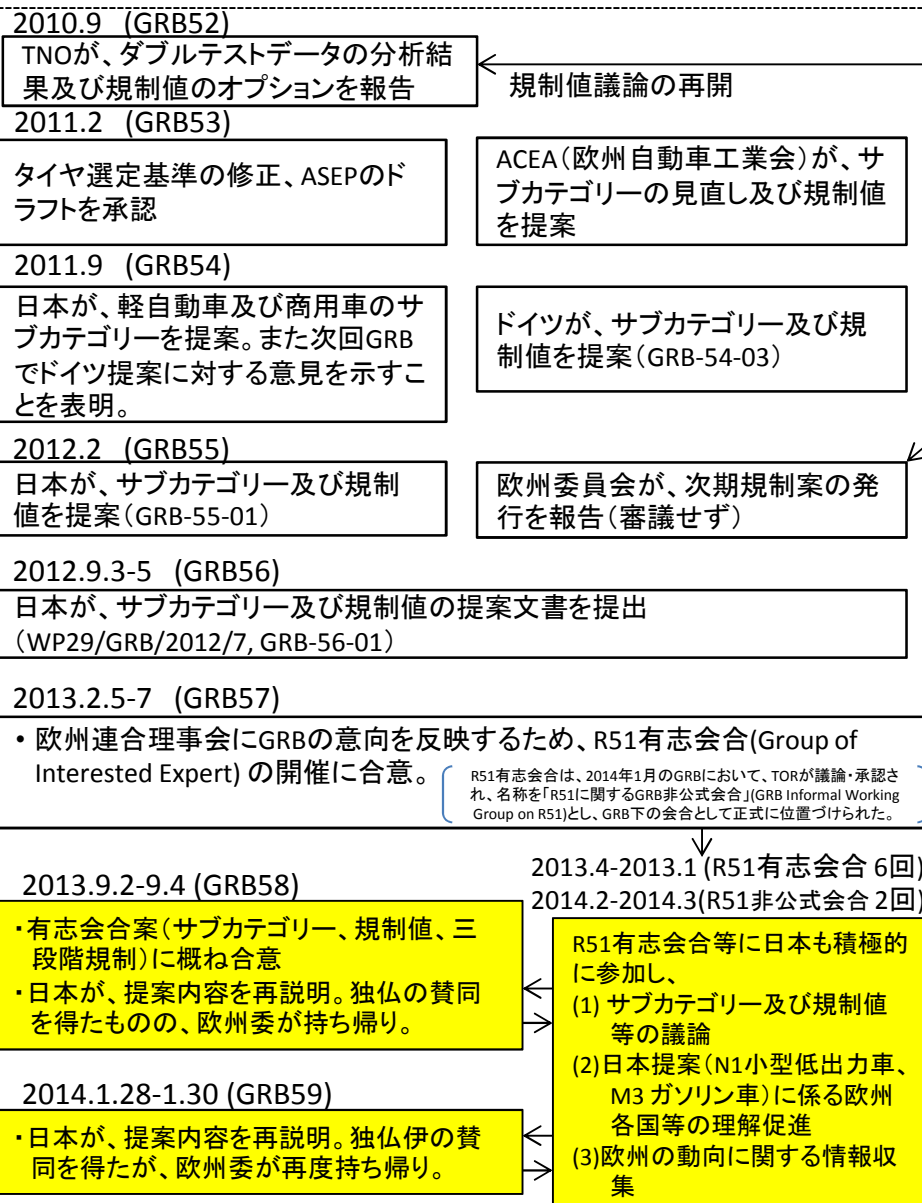 2010.9 (GRB52)
TNOが、ダブルテストデータの分析結
果及び規制値のオプションを報告
規制値議論の再開
2011.2 (GRB53)
タイヤ選定基準の修正、ASEPのド
ラフトを承認
ACEA(欧州自動車工業会)が、サ
ブカテゴリーの見直し及び規制値
を提案
2011.9 (GRB54)
日本が、軽自動車及び商用車のサ
ブカテゴリーを提案。また次回GRB
でドイツ提案に対する意見を示すこ
とを表明。
ドイツが、サブカテゴリー及び規
制値を提案(GRB-54-03)
2012.2 (GRB55)
日本が、サブカテゴリー及び規制
値を提案(GRB-55-01)
欧州委員会が、次期規制案の発
行を報告(審議せず)
2012.9.3-5 (GRB56)
日本が、サブカテゴリー及び規制値の提案文書を提出
(WP29/GRB/2012/7, GRB-56-01)
2013.2.5-7 (GRB57)
• 欧州連合理事会にGRBの意向を反映するため、R51有志会合(Group of
Interested Expert) の開催に合意。
R51有志会合は、2014年1月のGRBにおいて、TORが議論・承認さ
れ、名称を「R51に関するGRB非公式会合」(GRB Informal Working
Group on R51)とし、GRB下の会合として正式に位置づけられた。
2013.4-2013.1 (R51有志会合 6回)
2014.2-2014.3(R51非公式会合 2回)
2013.9.2-9.4 (GRB58)
・有志会合案(サブカテゴリー、規制値、三
段階規制)に概ね合意
・日本が、提案内容を再説明。独仏の賛同
を得たものの、欧州委が持ち帰り。
2014.1.28-1.30 (GRB59)
・日本が、提案内容を再説明。独仏伊の賛
同を得たが、欧州委が再度持ち帰り。
R51有志会合等に日本も積極的
に参加し、
(1) サブカテゴリー及び規制値
等の議論
(2)日本提案(N1小型低出力車、
M3 ガソリン車)に係る欧州
各国等の理解促進
(3)欧州の動向に関する情報収
集